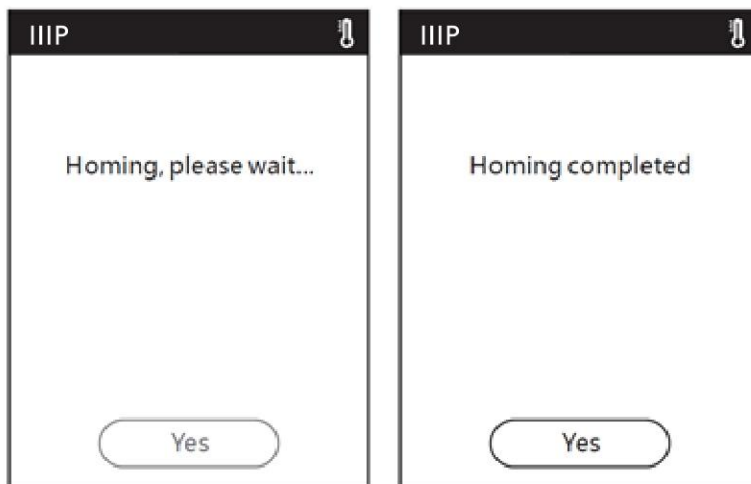 IIIP
Homing, please wait...
Yes
IIIP
Homing completed
Yes